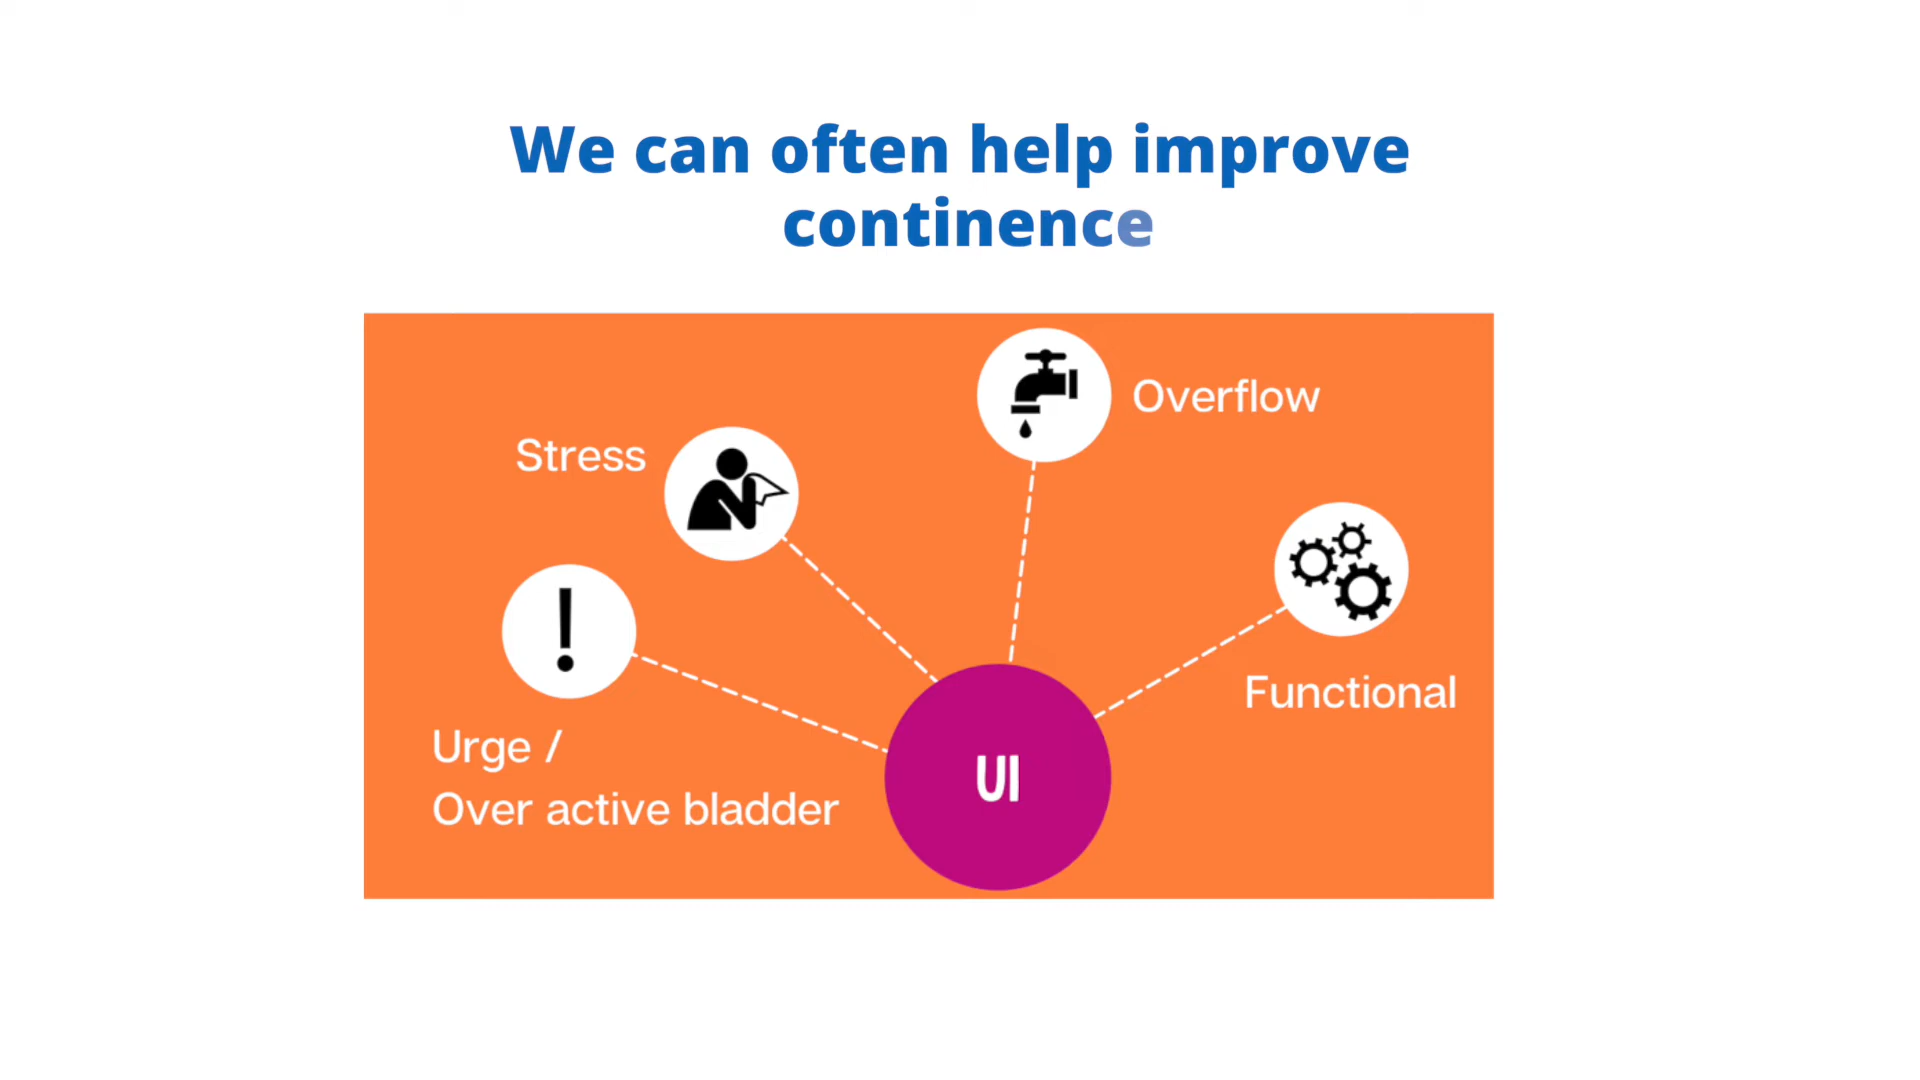 We can often help improve
continence
Overflow
Stress
Functional
Urge /
Over active bladder
UI